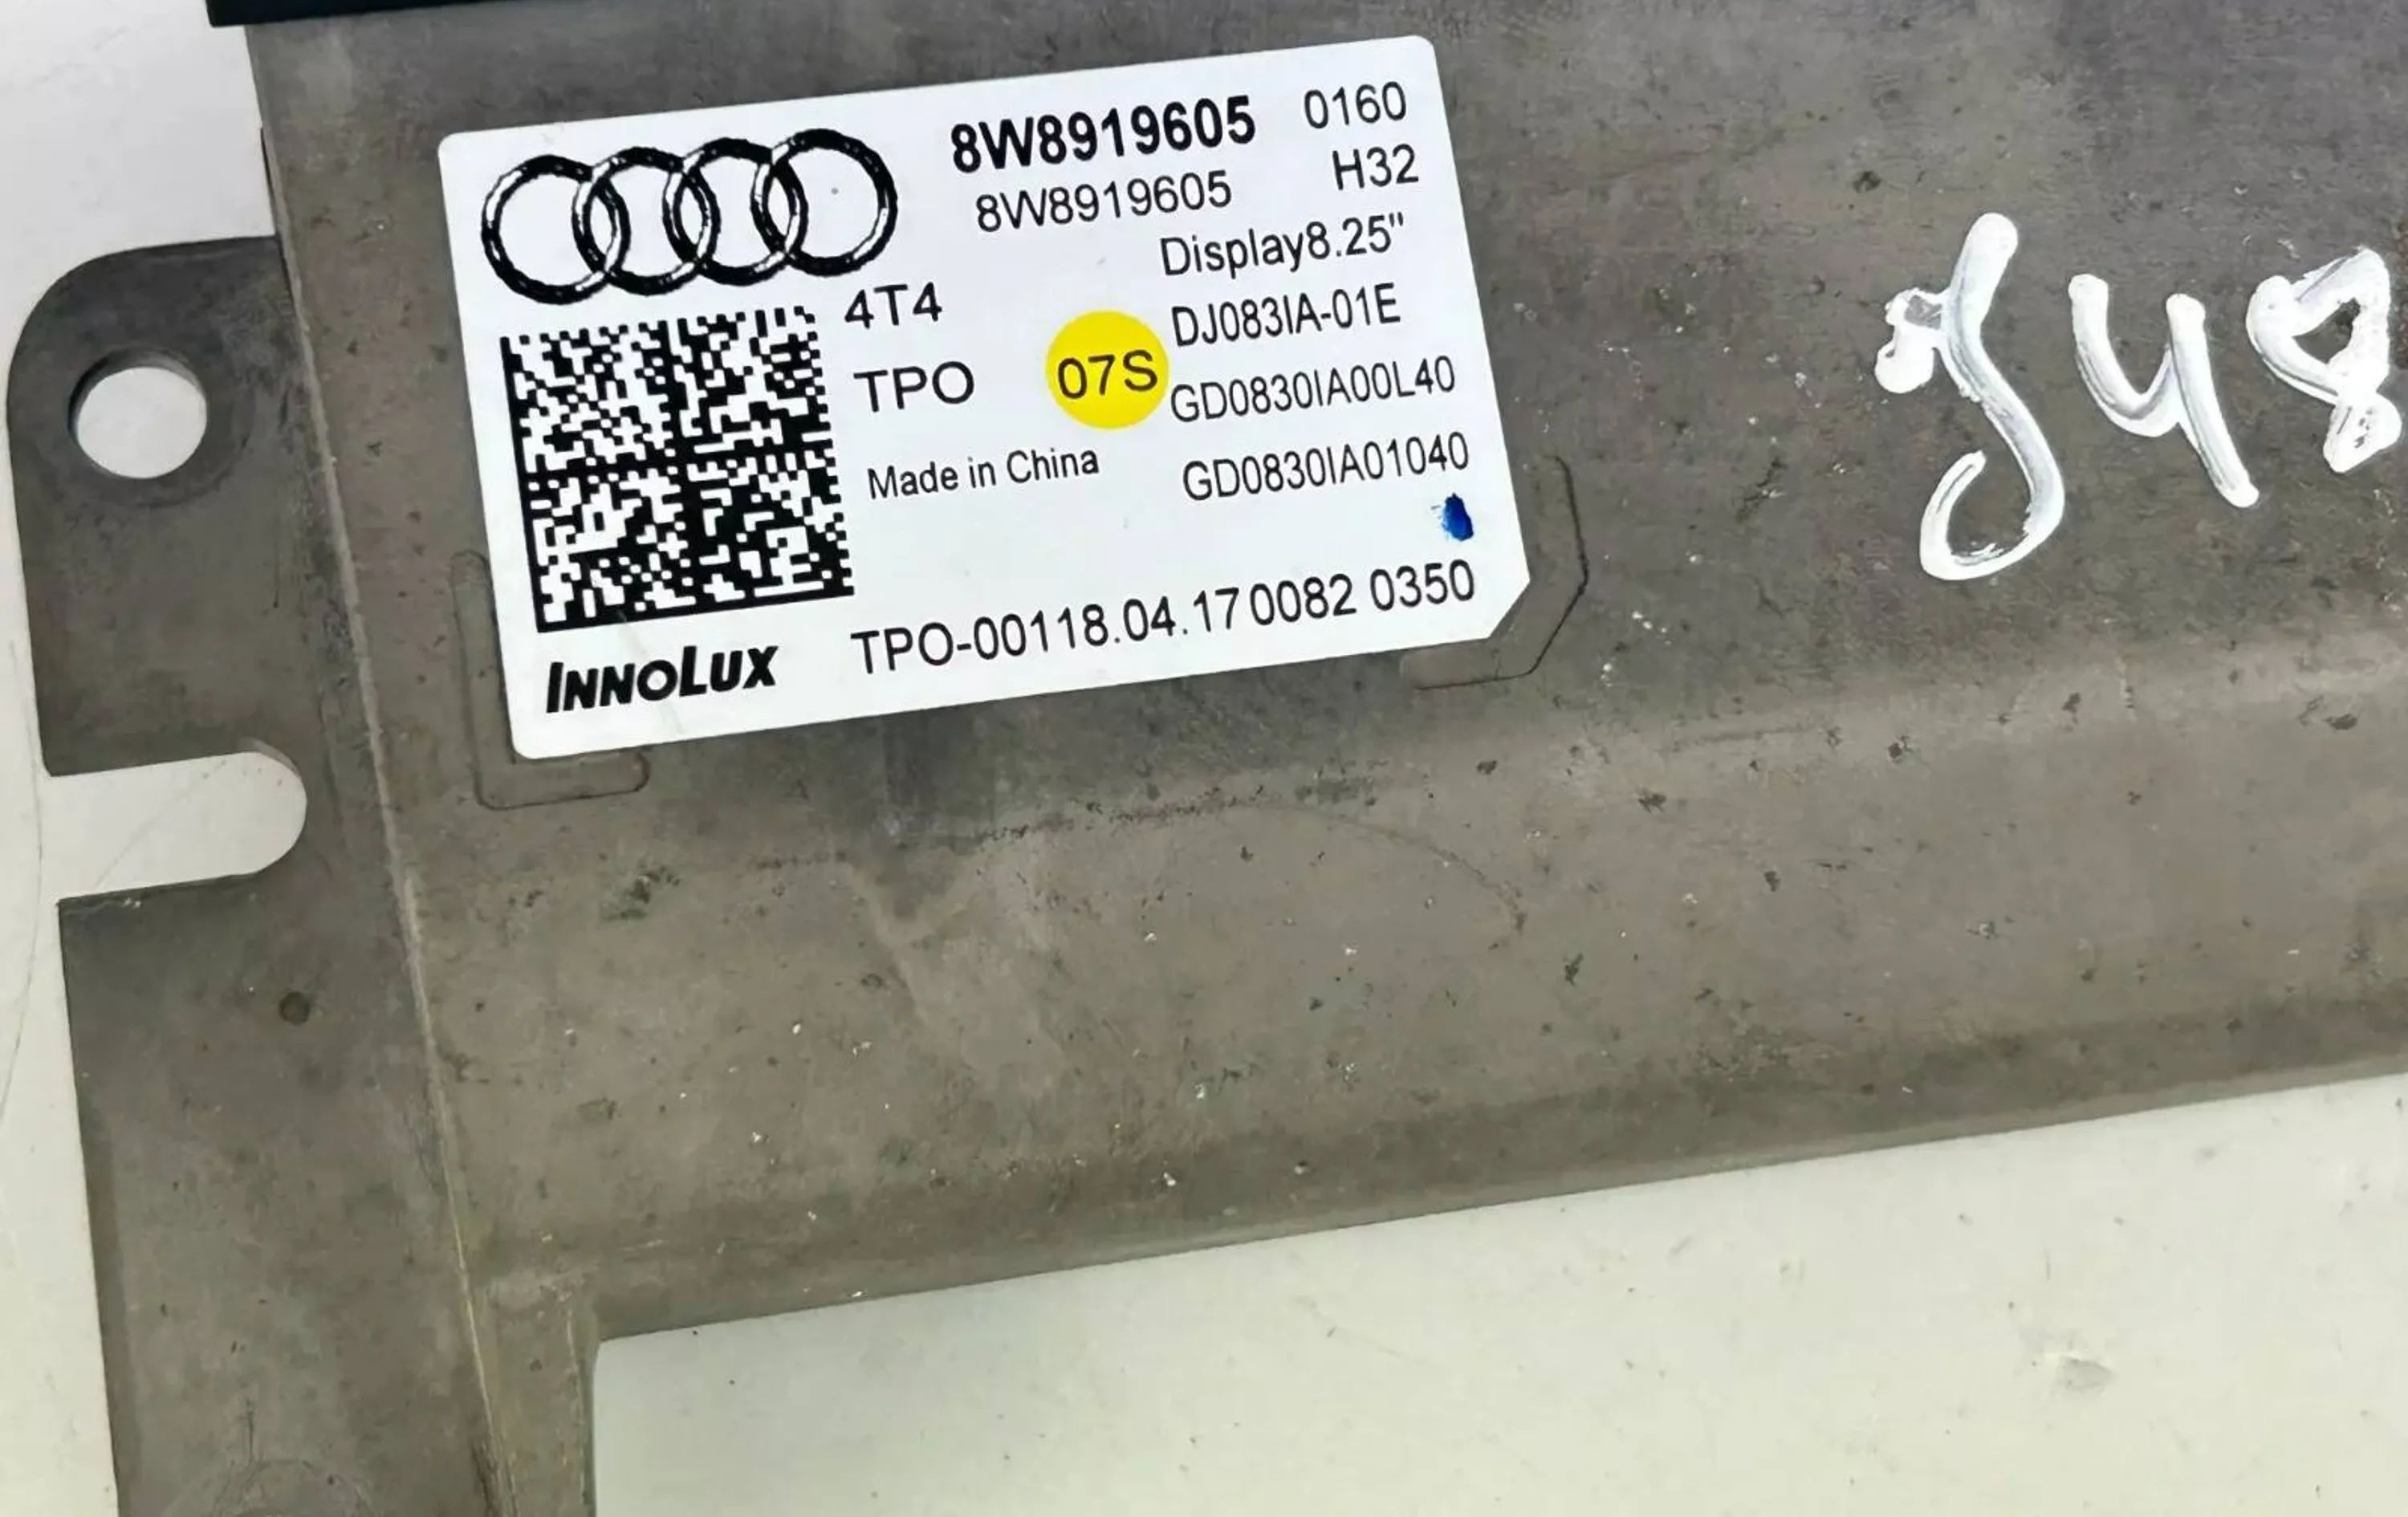 8W8919605 0160
8W8919605 H32
Display8.25"
4T4
DJ083IA-01E
TPO
07S
GD0830IA00L40
Made in China
GD0830IA01040
INNOLUX
TPO-00118.04.17 0082 0350